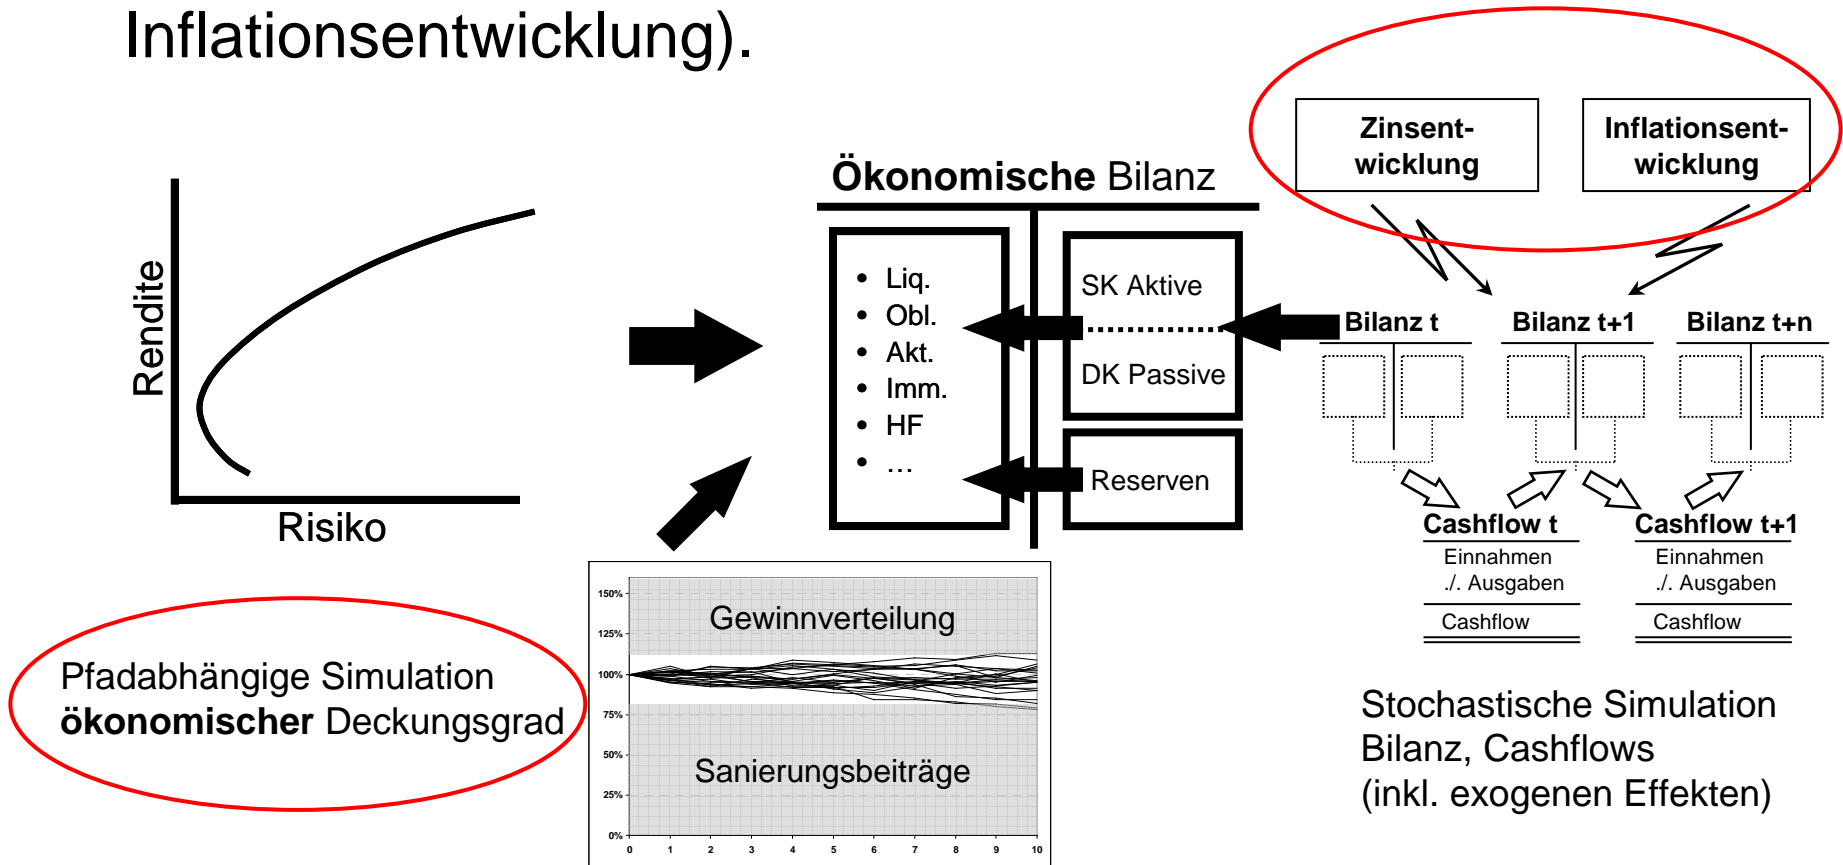 Inflationsentwicklung).
Zinsent-
wicklung
Inflationsent-
wicklung
Ökonomische Bilanz
Rendite
Risiko
• Liq.
• Obl.
• Akt.
• Imm.
• HF
• …
SK Aktive
DK Passive
Reserven
Bilanz t
Bilanz t+1
Bilanz t+n
Cashflow t
Einnahmen
./. Ausgaben
Cashflow
Cashflow t+1
Einnahmen
./. Ausgaben
Cashflow
Pfadabhängige Simulation
ökonomischer Deckungsgrad
150%
125%
100%
75%
50%
25%
0%
Gewinnverteilung
Sanierungsbeiträge
0 1 2 3 4 5 6 7 8 9 10
Stochastische Simulation
Bilanz, Cashflows
(inkl. exogenen Effekten)